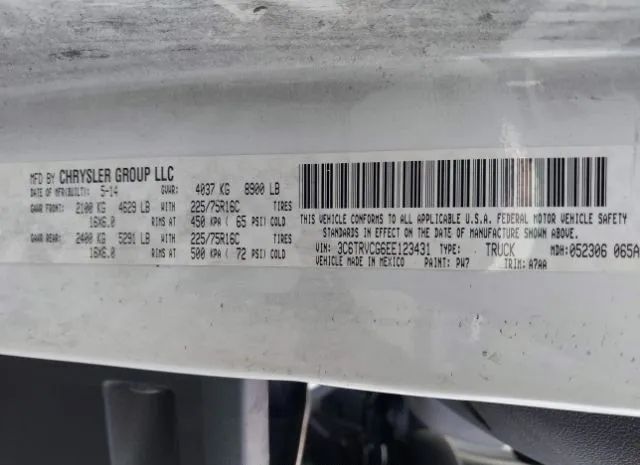 MFD BY CHRYSLER GROUP LLC
DATE OF MFR(BUILT): 5-14 GVWR: 4037 KG 8900 LB
GAWR FRONT: 2100 KG 4629 LB WITH 225/75R16C TIRES
16X6.0 RIMS AT 450 KPA ( 65 PSI) COLD
GAWR REAR: 2400 KG 5291 LB WITH 225/75R16C TIRES
16X6.0 RIMS AT 500 KPA ( 72 PSI) COLD
THIS VEHICLE CONFORMS TO ALL APPLICABLE U.S.A. FEDERAL MOTOR VEHICLE SAFETY
STANDARDS IN EFFECT ON THE DATE OF MANUFACTURE SHOWN ABOVE.
VIN: 3C6TRVCG6EE123431 TYPE: TRUCK MDH: 052306 065A
VEHICLE MADE IN MEXICO PAINT: PW7 TRIM: A7AA